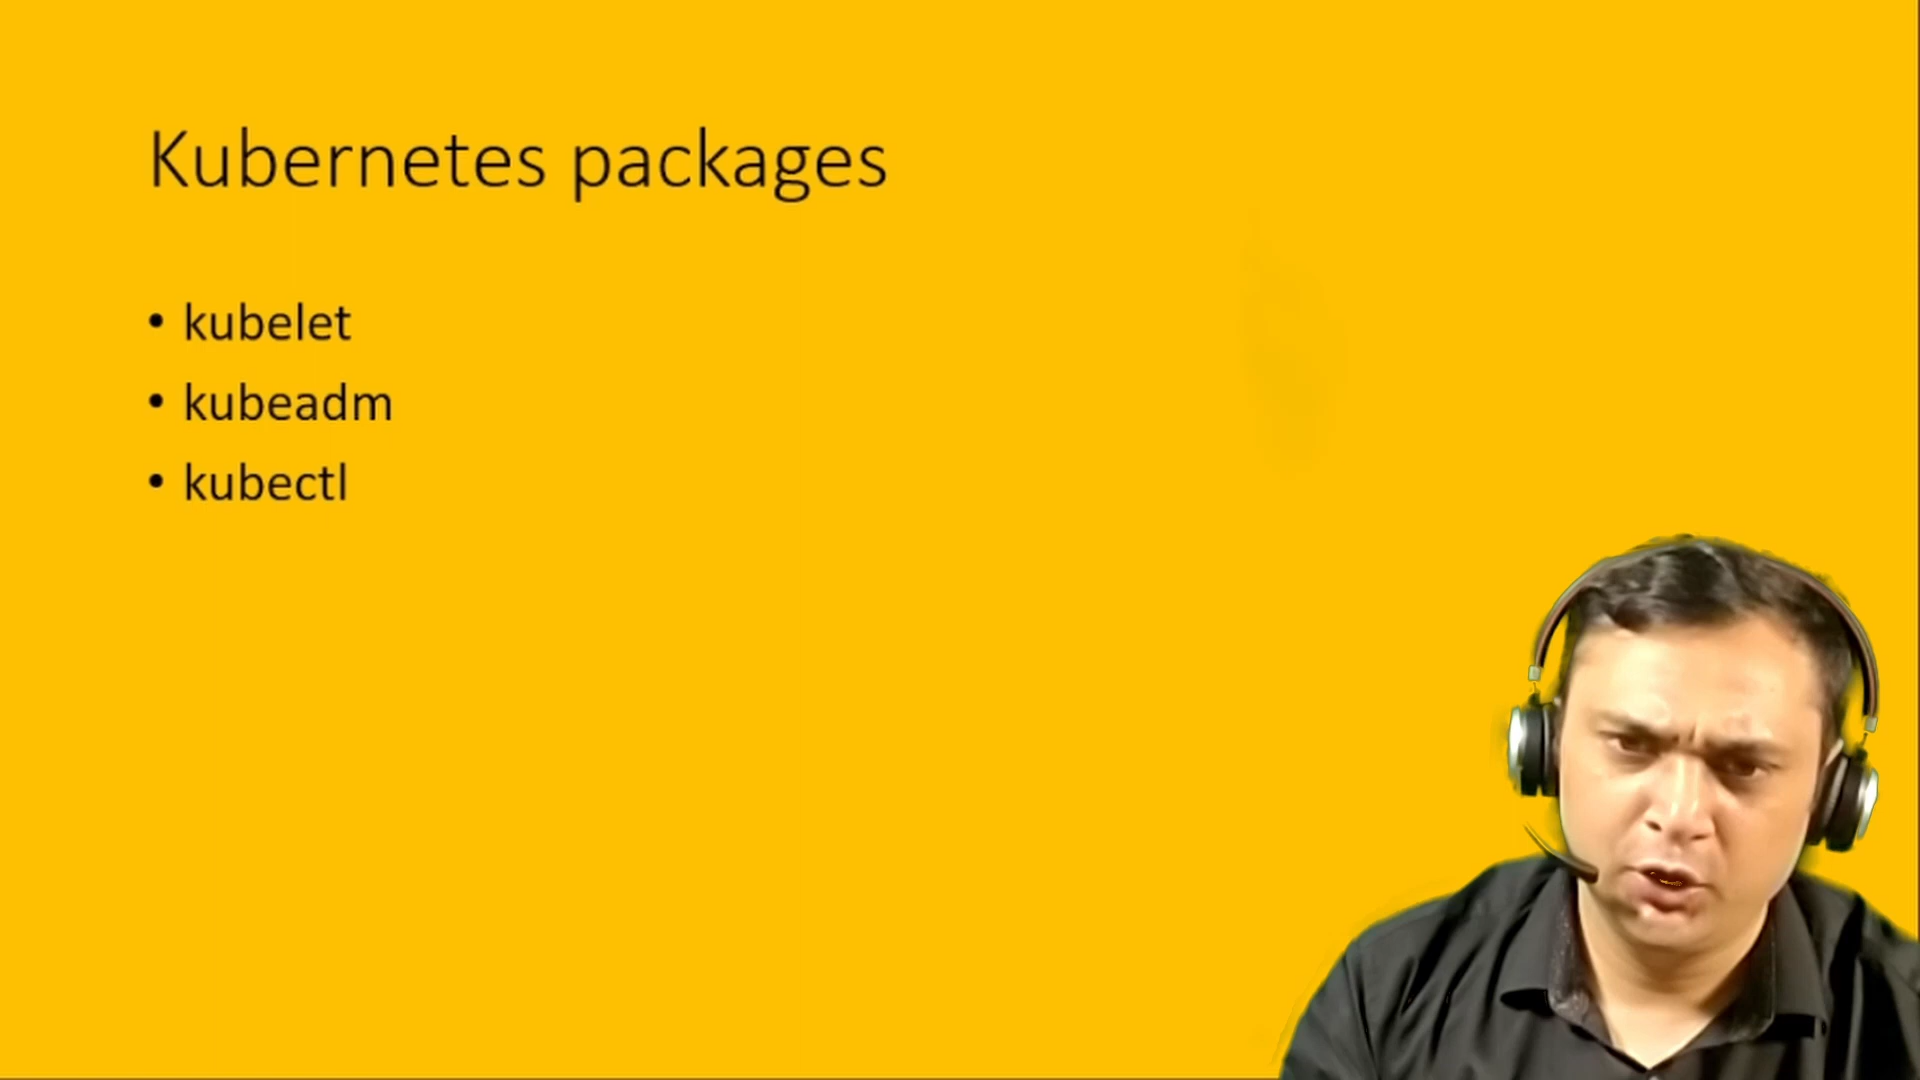 Kubernetes packages
• kubelet
• kubeadm
• kubectl